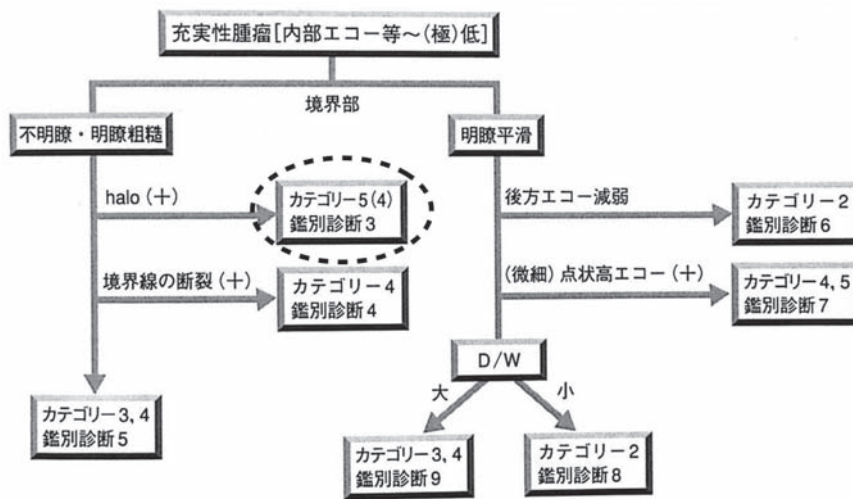 充実性腫瘤[内部エコー等～(極)低]
境界部
不明瞭・明瞭粗糙
明瞭平滑
halo (＋)
カテゴリー5(4)
鑑別診断3
後方エコー減弱
カテゴリー2
鑑別診断6
境界線の断裂(＋)
カテゴリー4
鑑別診断4
(微細) 点状高エコー(＋)
カテゴリー4, 5
鑑別診断7
D/W
大
小
カテゴリー3, 4
鑑別診断5
カテゴリー3, 4
鑑別診断9
カテゴリー2
鑑別診断8